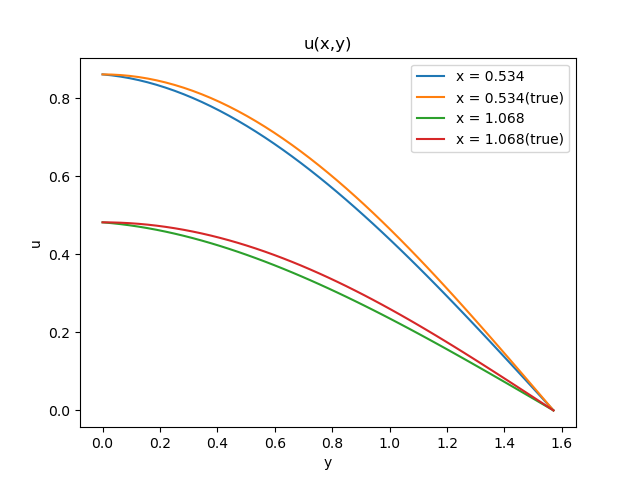 u(x,y)
x = 0.534
x = 0.534(true)
x = 1.068
x = 1.068(true)
0.8
0.6
0.4
0.2
0.0
u
0.0 0.2 0.4 0.6 0.8 1.0 1.2 1.4 1.6
y